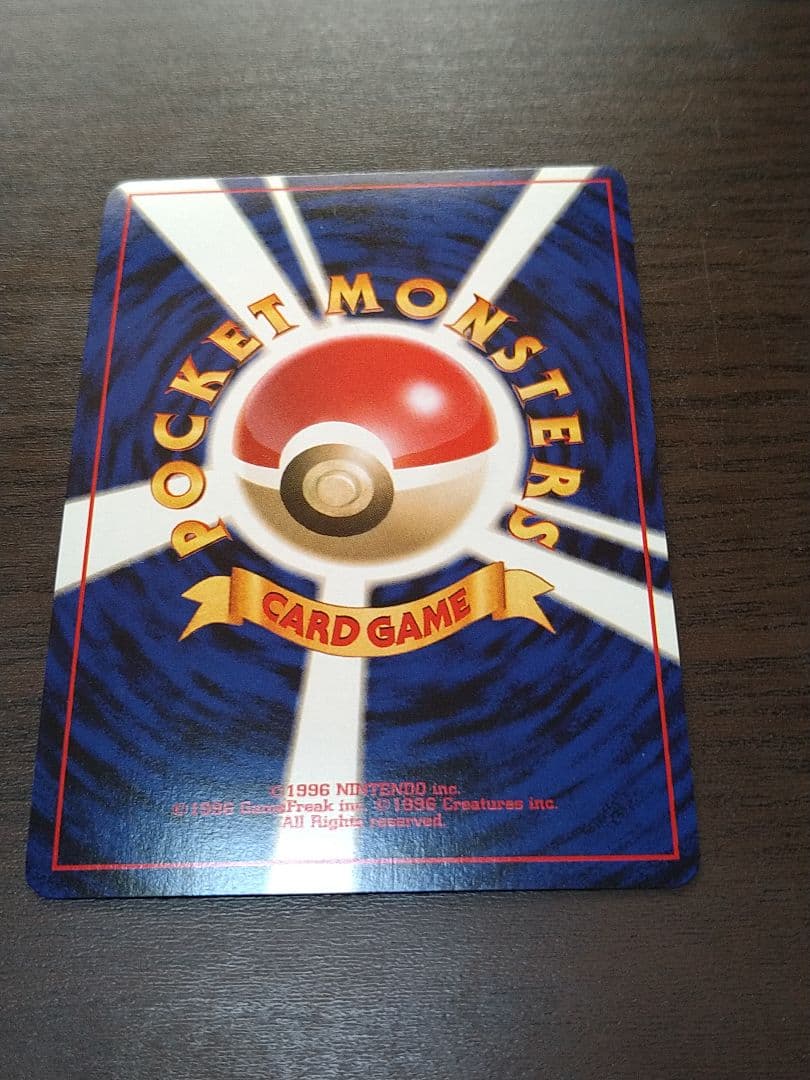 POCKET MONSTERS
CARD GAME
©1996 NINTENDO inc.
©1996 GameFreak inc. ©1996 Creatures inc.
All Rights reserved.